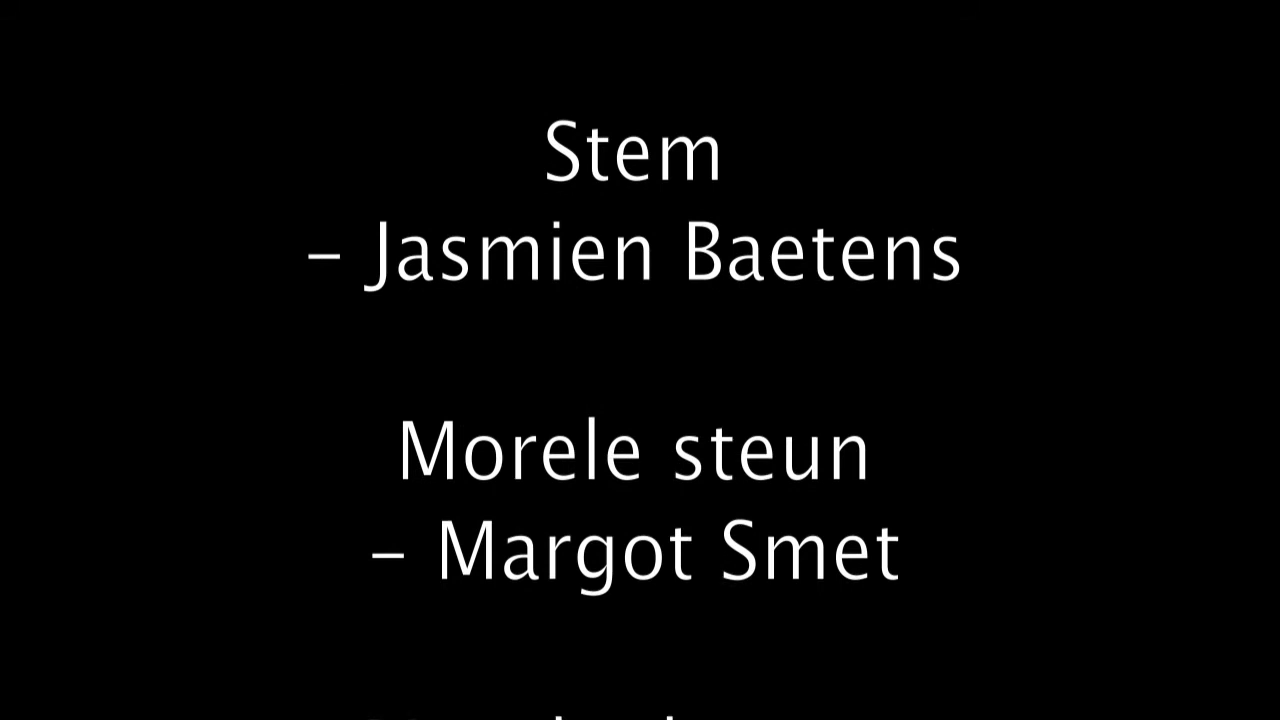 Stem
– Jasmien Baetens
Morele steun
– Margot Smet